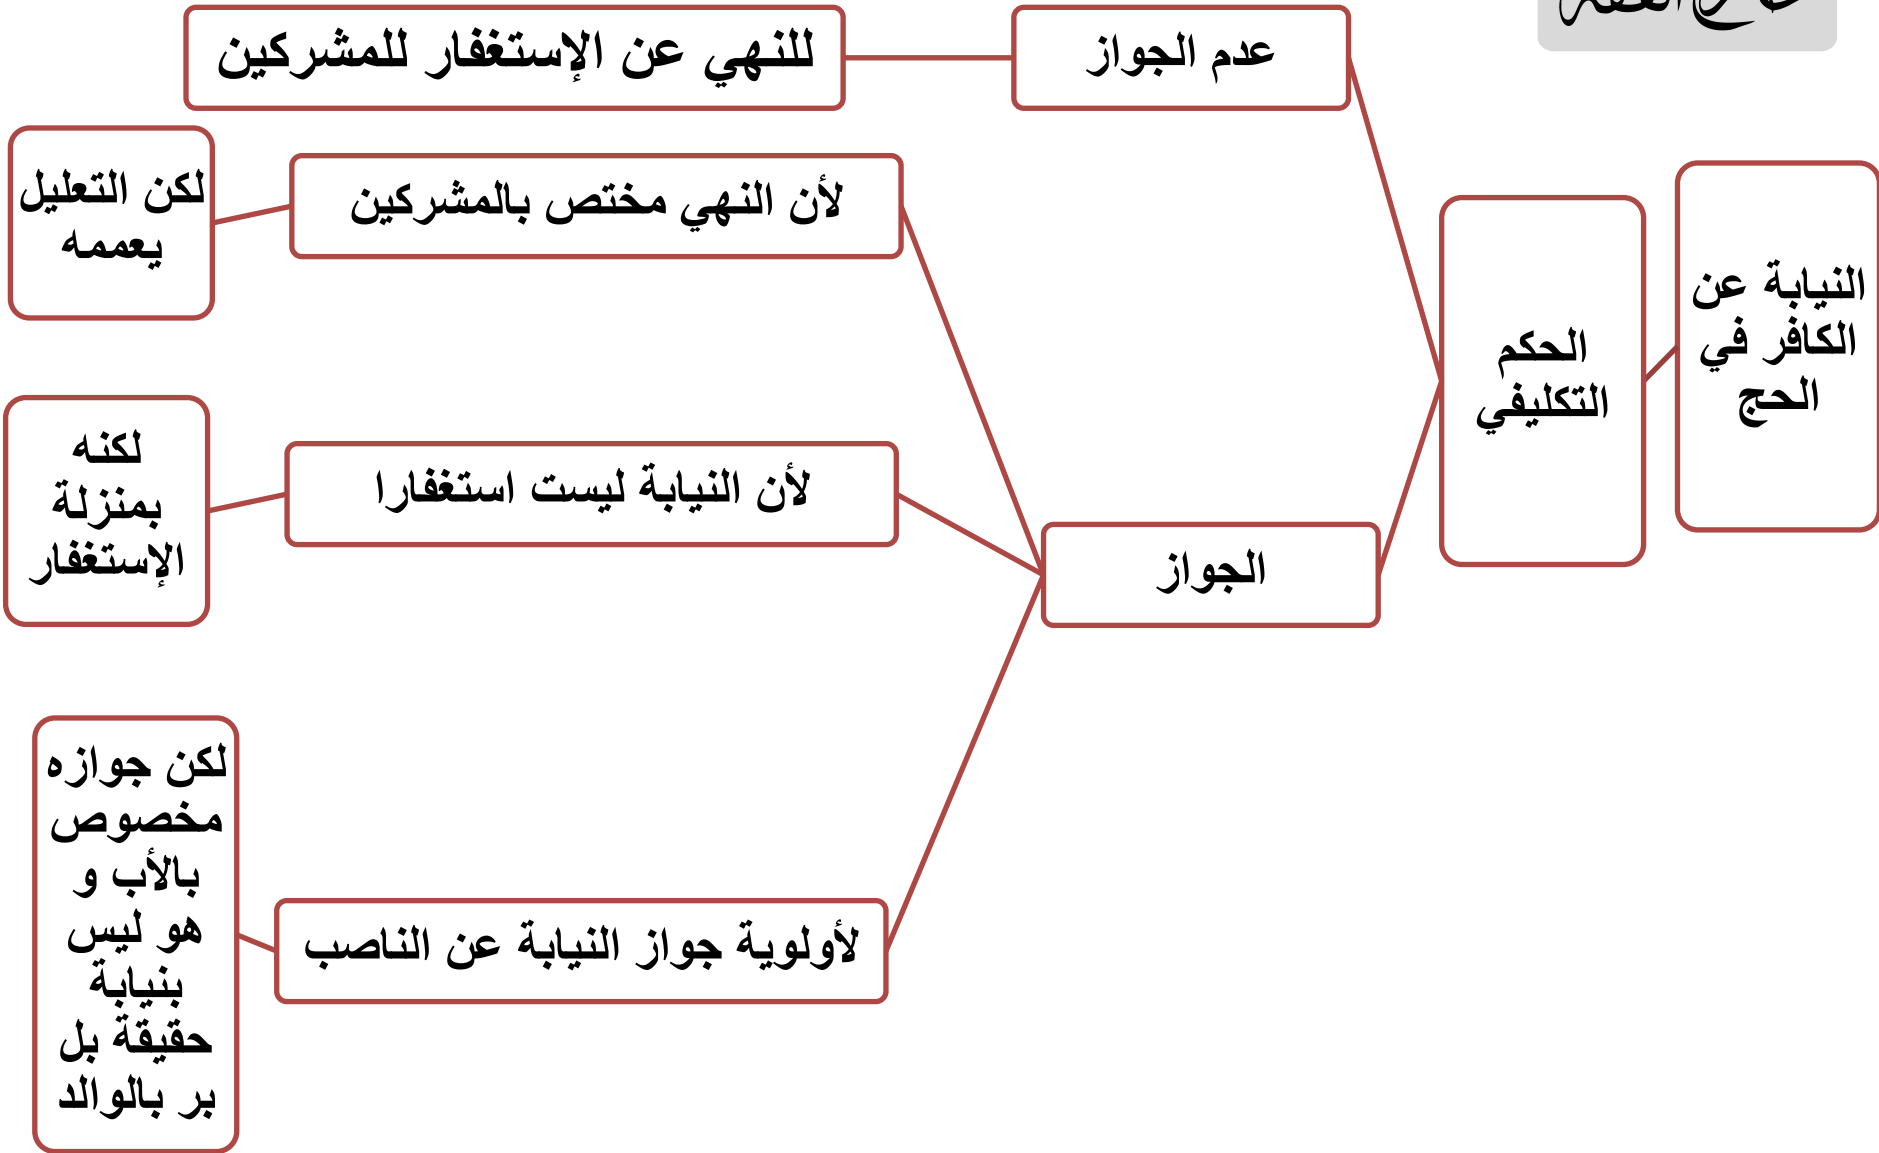 النيابة عن
الكافر في
الحج
الحكم
التكليفي
عدم الجواز
للنهي عن الإستغفار للمشركين
الجواز
لأن النهي مختص بالمشركين
لكن التعليل
يعممه
لأن النيابة ليست استغفارا
لكنه
بمنزلة
الإستغفار
لأولوية جواز النيابة عن الناصب
لكن جوازه
مخصوص
بالأب و
هو ليس
بنيابة
حقيقة بل
بر بالوالد